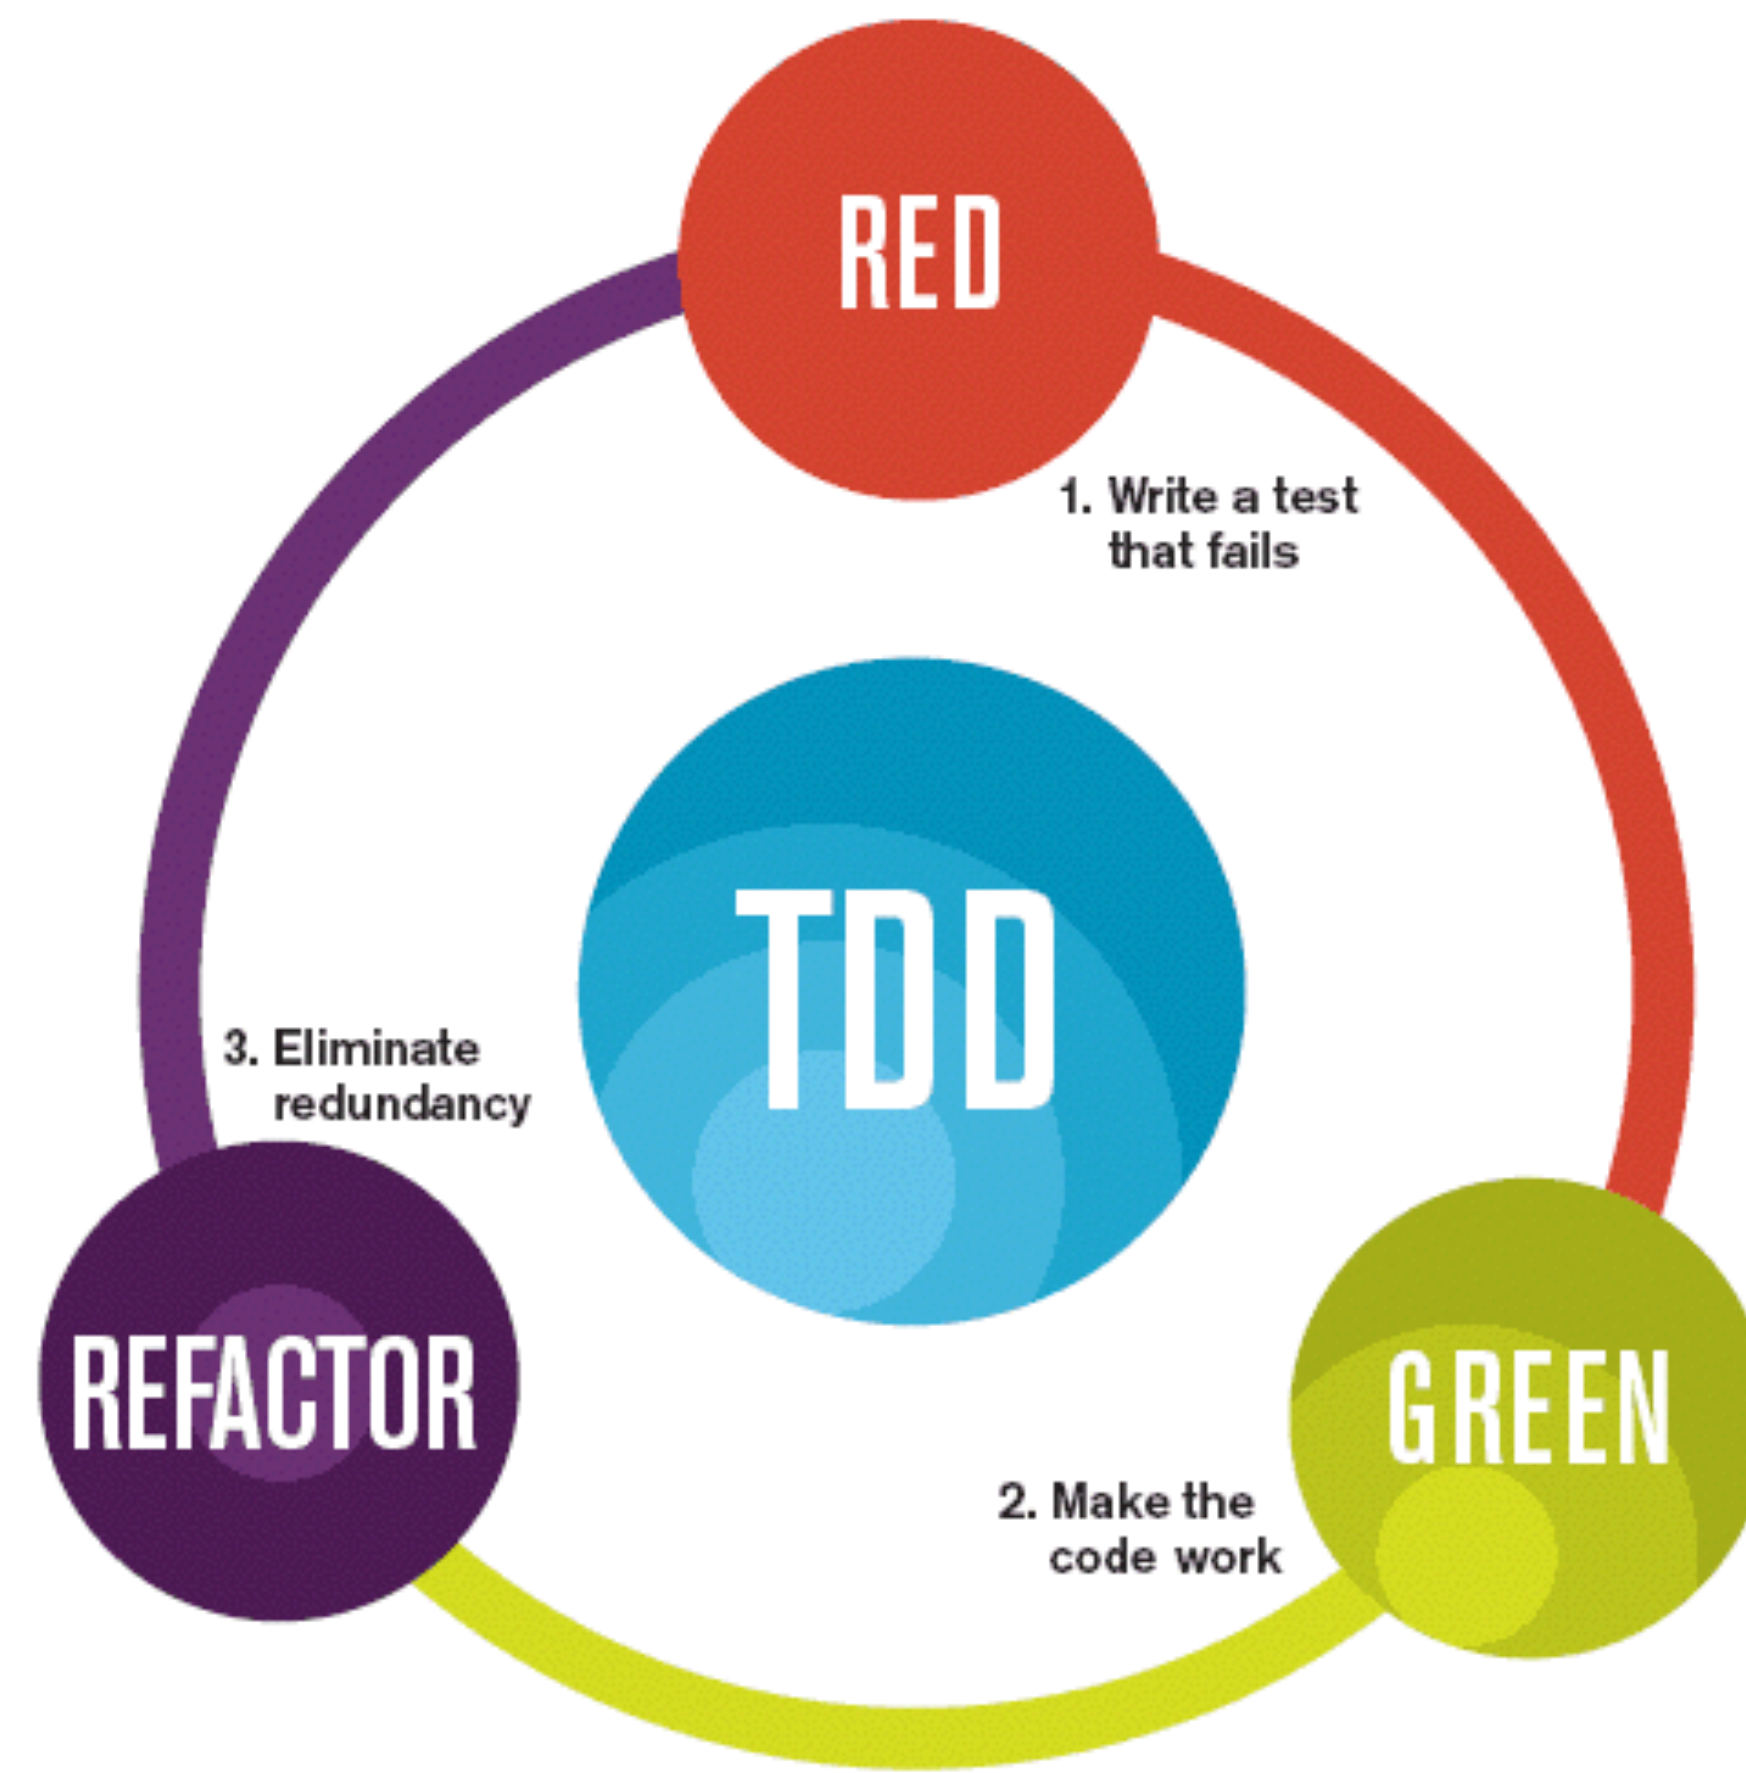 RED
1. Write a test
that fails
TDD
3. Eliminate
redundancy
REFACTOR
GREEN
2. Make the
code work